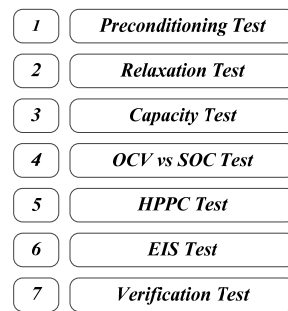 1 Preconditioning Test
2 Relaxation Test
3 Capacity Test
4 OCV vs SOC Test
5 HPPC Test
6 EIS Test
7 Verification Test